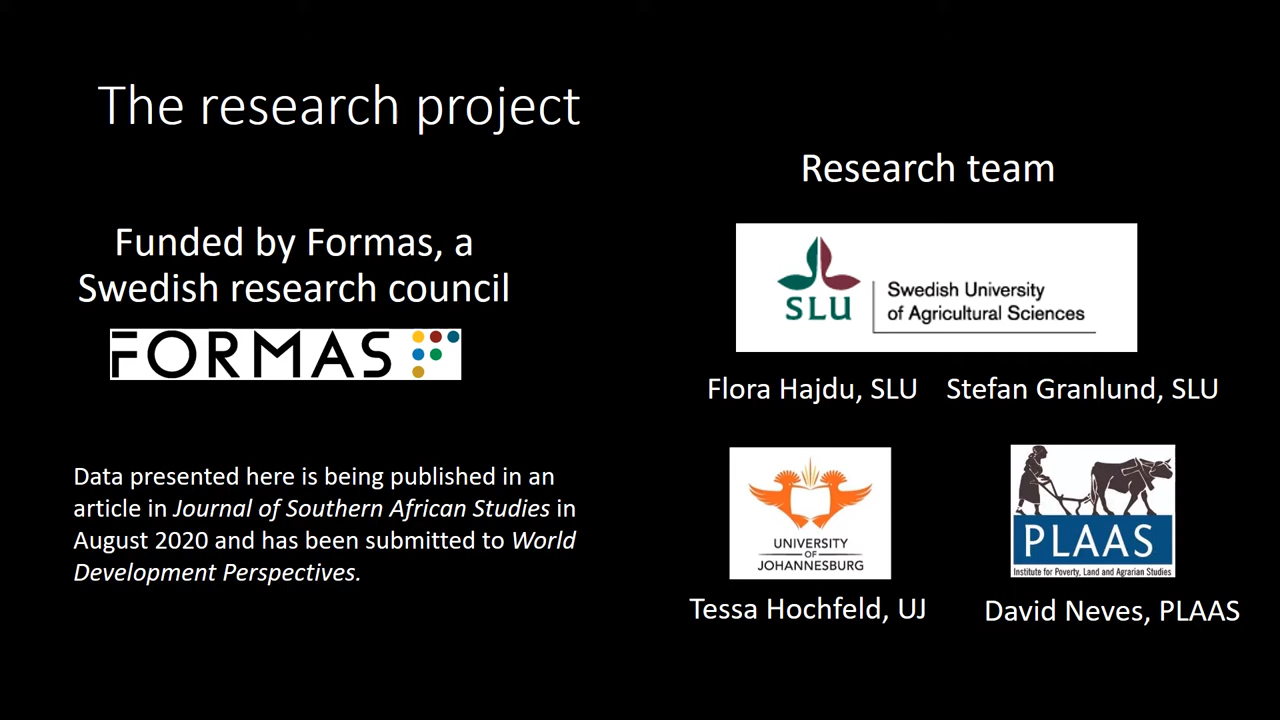 The research project
Funded by Formas, a
Swedish research council
FORMAS
Data presented here is being published in an
article in Journal of Southern African Studies in
August 2020 and has been submitted to World
Development Perspectives.
Research team
SLU
Swedish University
of Agricultural Sciences
Flora Hajdu, SLU
Stefan Granlund, SLU
UNIVERSITY
OF
JOHANNESBURG
Tessa Hochfeld, UJ
PLAAS
Institute for Poverty, Land and Agrarian Studies
David Neves, PLAAS